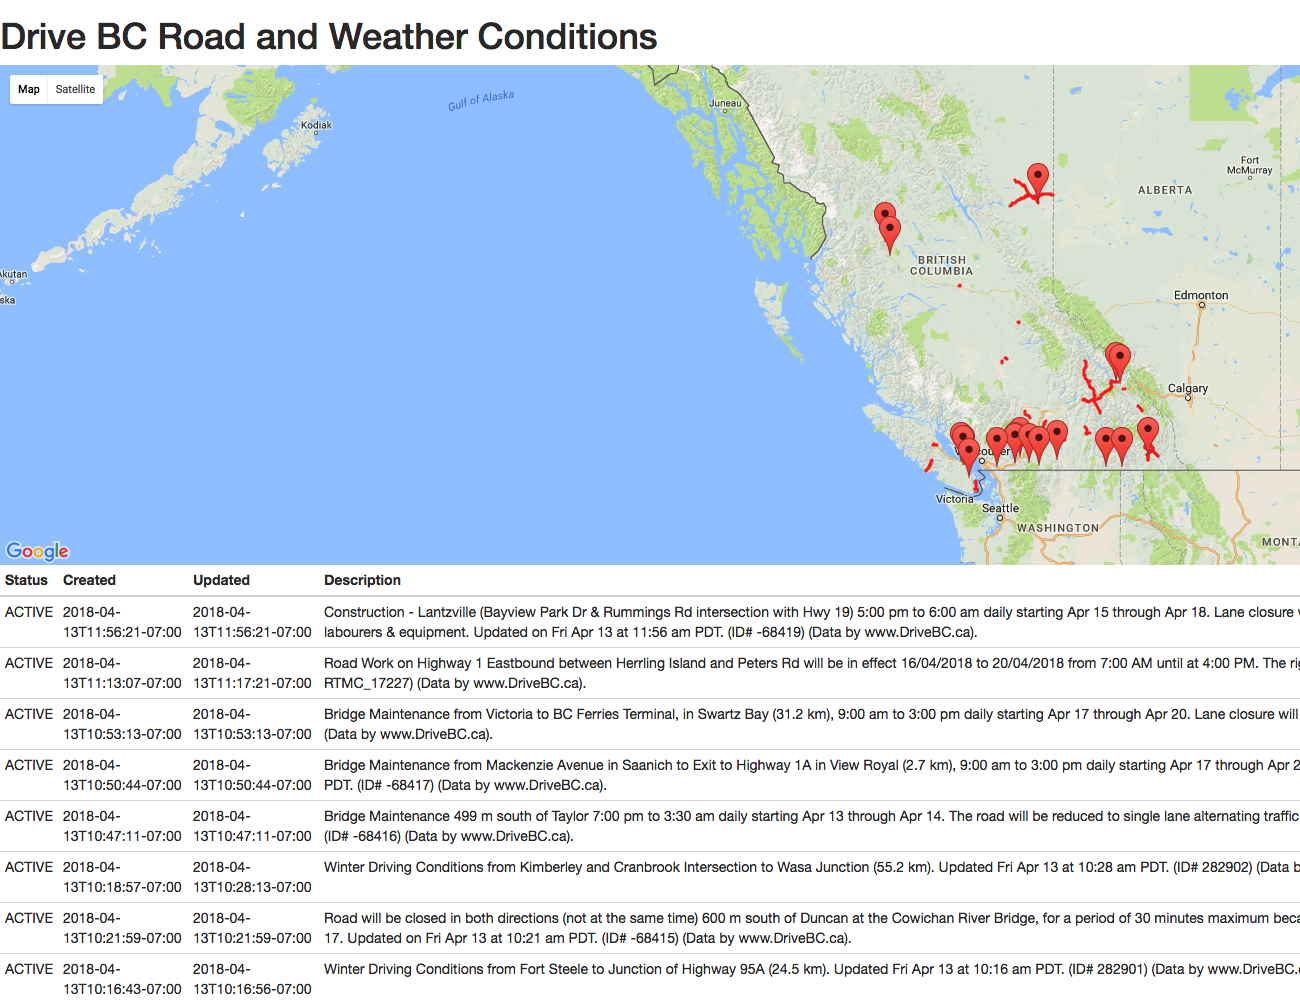 Drive BC Road and Weather Conditions
Map Satellite
Gulf of Alaska
Juneau
Kodiak
Fort
McMurray
ALBERTA
BRITISH
COLUMBIA
Akutan
ska
Edmonton
Calgary
Victoria
Seattle
WASHINGTON
MONTA
Google
Status Created Updated Description
ACTIVE 2018-04- 2018-04- Construction - Lantzville (Bayview Park Dr & Rummings Rd intersection with Hwy 19) 5:00 pm to 6:00 am daily starting Apr 15 through Apr 18. Lane closure
13T11:56:21-07:00 13T11:56:21-07:00 labourers & equipment. Updated on Fri Apr 13 at 11:56 am PDT. (ID# -68419) (Data by www.DriveBC.ca).
ACTIVE 2018-04- 2018-04- Road Work on Highway 1 Eastbound between Herrling Island and Peters Rd will be in effect 16/04/2018 to 20/04/2018 from 7:00 AM until at 4:00 PM. The rig
13T11:13:07-07:00 13T11:17:21-07:00 RTMC_17227) (Data by www.DriveBC.ca).
ACTIVE 2018-04- 2018-04- Bridge Maintenance from Victoria to BC Ferries Terminal, in Swartz Bay (31.2 km), 9:00 am to 3:00 pm daily starting Apr 17 through Apr 20. Lane closure will
13T10:53:13-07:00 13T10:53:13-07:00 (Data by www.DriveBC.ca).
ACTIVE 2018-04- 2018-04- Bridge Maintenance from Mackenzie Avenue in Saanich to Exit to Highway 1A in View Royal (2.7 km), 9:00 am to 3:00 pm daily starting Apr 17 through Apr 2
13T10:50:44-07:00 13T10:50:44-07:00 PDT. (ID# -68417) (Data by www.DriveBC.ca).
ACTIVE 2018-04- 2018-04- Bridge Maintenance 499 m south of Taylor 7:00 pm to 3:30 am daily starting Apr 13 through Apr 14. The road will be reduced to single lane alternating traffic
13T10:47:11-07:00 13T10:47:11-07:00 (ID# -68416) (Data by www.DriveBC.ca).
ACTIVE 2018-04- 2018-04- Winter Driving Conditions from Kimberley and Cranbrook Intersection to Wasa Junction (55.2 km). Updated Fri Apr 13 at 10:28 am PDT. (ID# 282902) (Data b
13T10:18:57-07:00 13T10:28:13-07:00
ACTIVE 2018-04- 2018-04- Road will be closed in both directions (not at the same time) 600 m south of Duncan at the Cowichan River Bridge, for a period of 30 minutes maximum beca
13T10:21:59-07:00 13T10:21:59-07:00 17. Updated on Fri Apr 13 at 10:21 am PDT. (ID# -68415) (Data by www.DriveBC.ca).
ACTIVE 2018-04- 2018-04- Winter Driving Conditions from Fort Steele to Junction of Highway 95A (24.5 km). Updated Fri Apr 13 at 10:16 am PDT. (ID# 282901) (Data by www.DriveBC.
13T10:16:43-07:00 13T10:16:56-07:00